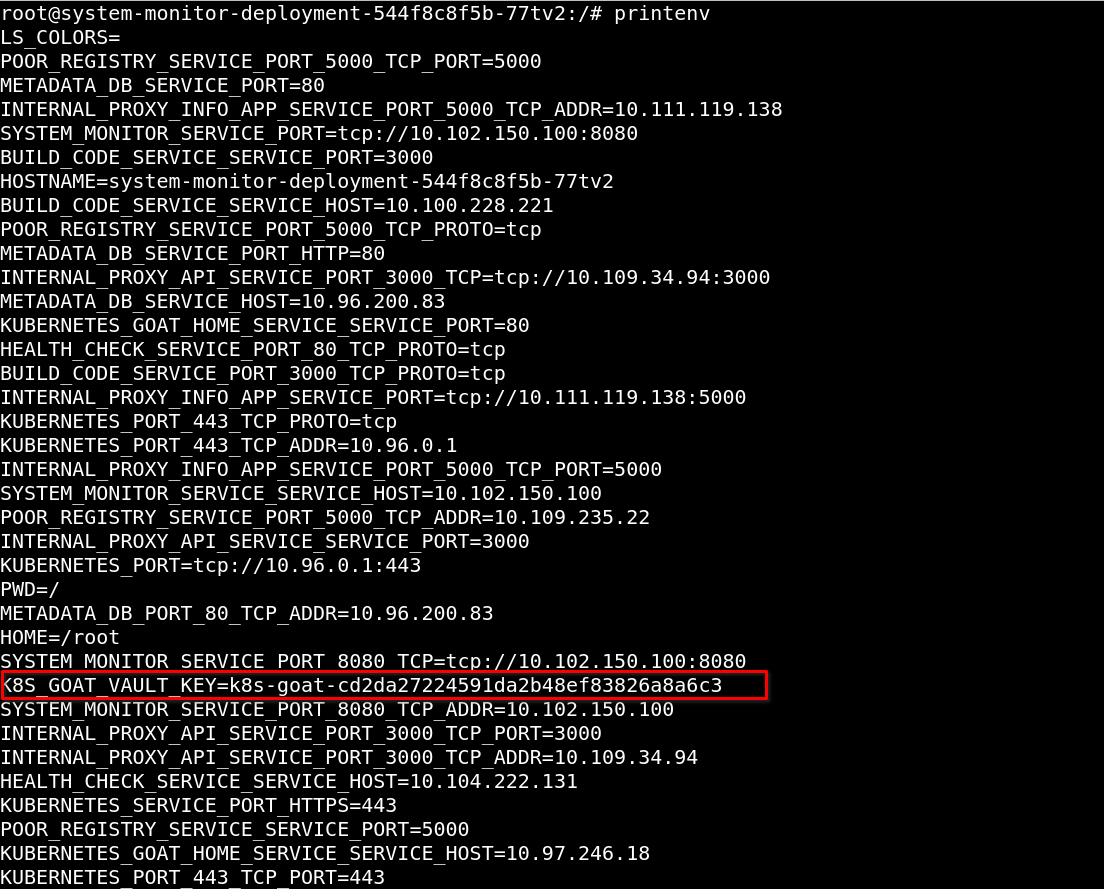 root@system-monitor-deployment-544f8c8f5b-77tv2:/# printenv
LS_COLORS=
POOR_REGISTRY_SERVICE_PORT_5000_TCP_PORT=5000
METADATA_DB_SERVICE_PORT=80
INTERNAL_PROXY_INFO_APP_SERVICE_PORT_5000_TCP_ADDR=10.111.119.138
SYSTEM_MONITOR_SERVICE_PORT=tcp://10.102.150.100:8080
BUILD_CODE_SERVICE_SERVICE_PORT=3000
HOSTNAME=system-monitor-deployment-544f8c8f5b-77tv2
BUILD_CODE_SERVICE_SERVICE_HOST=10.100.228.221
POOR_REGISTRY_SERVICE_PORT_5000_TCP_PROTO=tcp
METADATA_DB_SERVICE_PORT_HTTP=80
INTERNAL_PROXY_API_SERVICE_PORT_3000_TCP=tcp://10.109.34.94:3000
METADATA_DB_SERVICE_HOST=10.96.200.83
KUBERNETES_GOAT_HOME_SERVICE_SERVICE_PORT=80
HEALTH_CHECK_SERVICE_PORT_80_TCP_PROTO=tcp
BUILD_CODE_SERVICE_PORT_3000_TCP_PROTO=tcp
INTERNAL_PROXY_INFO_APP_SERVICE_PORT=tcp://10.111.119.138:5000
KUBERNETES_PORT_443_TCP_PROTO=tcp
KUBERNETES_PORT_443_TCP_ADDR=10.96.0.1
INTERNAL_PROXY_INFO_APP_SERVICE_PORT_5000_TCP_PORT=5000
SYSTEM_MONITOR_SERVICE_SERVICE_HOST=10.102.150.100
POOR_REGISTRY_SERVICE_PORT_5000_TCP_ADDR=10.109.235.22
INTERNAL_PROXY_API_SERVICE_SERVICE_PORT=3000
KUBERNETES_PORT=tcp://10.96.0.1:443
PWD=/
METADATA_DB_PORT_80_TCP_ADDR=10.96.200.83
HOME=/root
SYSTEM_MONITOR_SERVICE_PORT_8080_TCP=tcp://10.102.150.100:8080
K8S_GOAT_VAULT_KEY=k8s-goat-cd2da27224591da2b48ef83826a8a6c3
SYSTEM_MONITOR_SERVICE_PORT_8080_TCP_ADDR=10.102.150.100
INTERNAL_PROXY_API_SERVICE_PORT_3000_TCP_PORT=3000
INTERNAL_PROXY_API_SERVICE_PORT_3000_TCP_ADDR=10.109.34.94
HEALTH_CHECK_SERVICE_SERVICE_HOST=10.104.222.131
KUBERNETES_SERVICE_PORT_HTTPS=443
POOR_REGISTRY_SERVICE_SERVICE_PORT=5000
KUBERNETES_GOAT_HOME_SERVICE_SERVICE_HOST=10.97.246.18
KUBERNETES_PORT_443_TCP_PORT=443